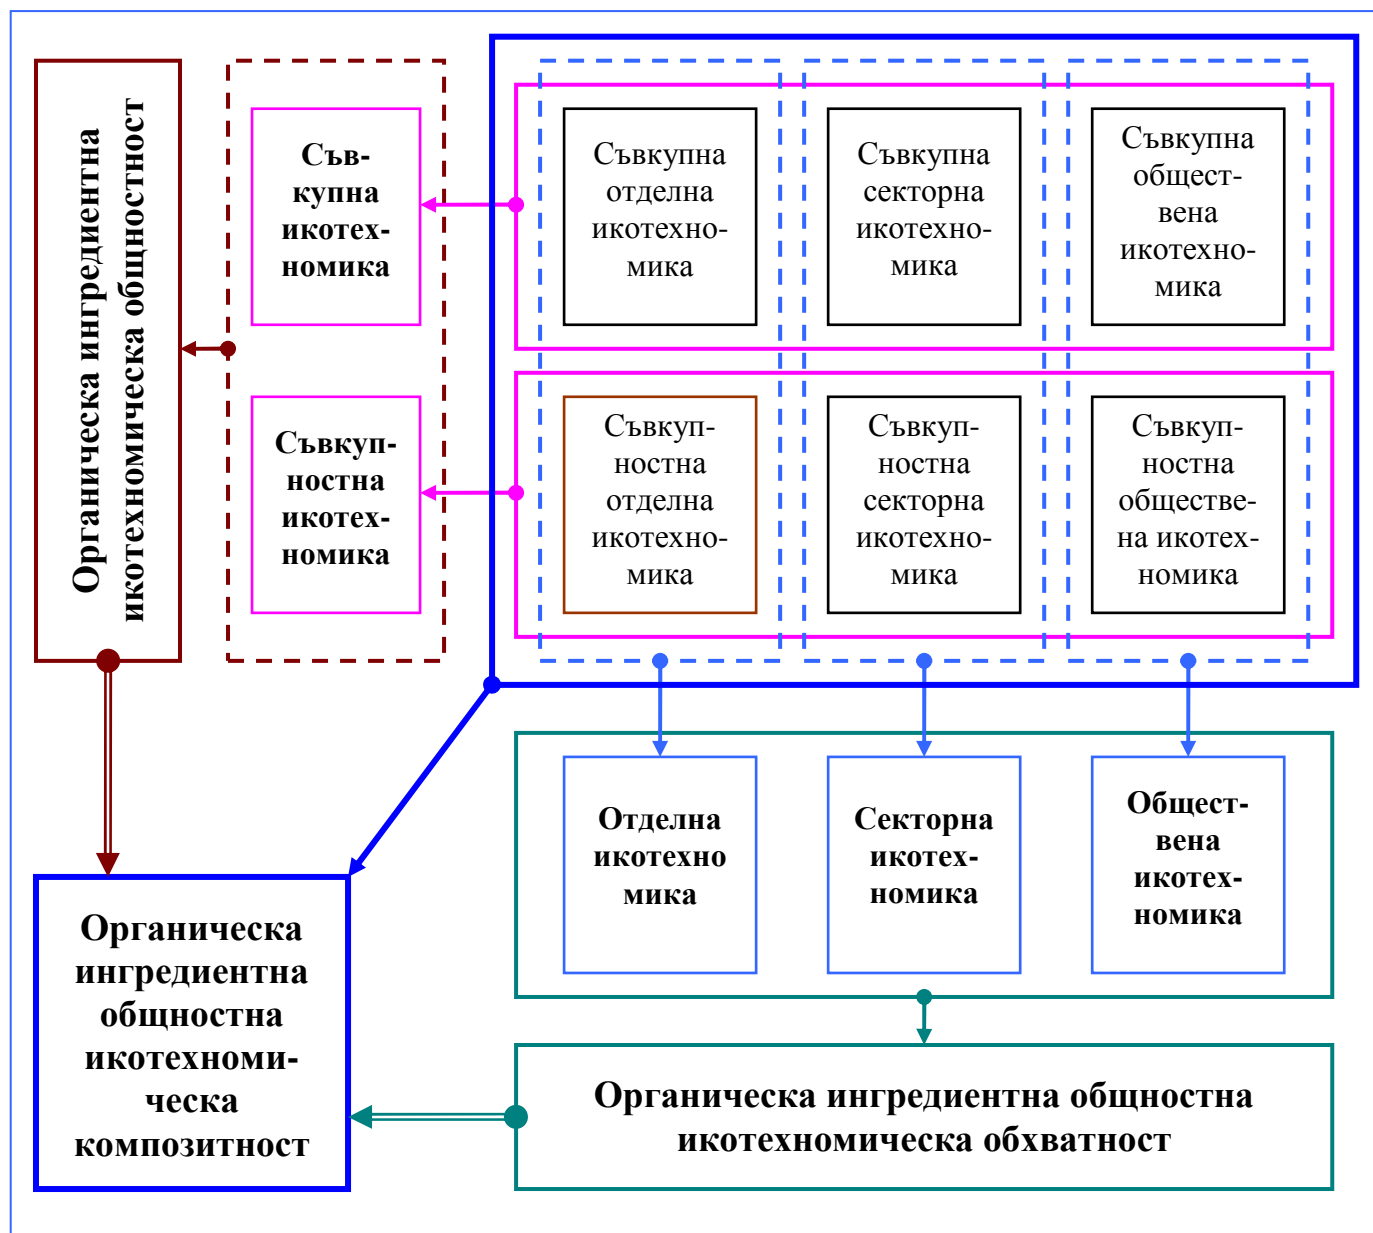 Органическа ингредиентна
икотехномическа общностност
Съв-
купна
икотех-
номика
Съвкупна
отделна
икотехно-
мика
Съвкупна
секторна
икотехно-
мика
Съвкупна
общест-
вена
икотехно-
мика
Съвкуп-
ностна
икотех-
номика
Съвкуп-
ностна
отделна
икотехно-
мика
Съвкуп-
ностна
секторна
икотехно-
мика
Съвкуп-
ностна
обществе-
на икотех-
номика
Отделна
икотехно
мика
Секторна
икотех-
номика
Общест-
вена
икотех-
номика
Органическа
ингредиентна
общностна
икотехноми-
ческа
композитност
Органическа ингредиентна общностна
икотехномическа обхватност